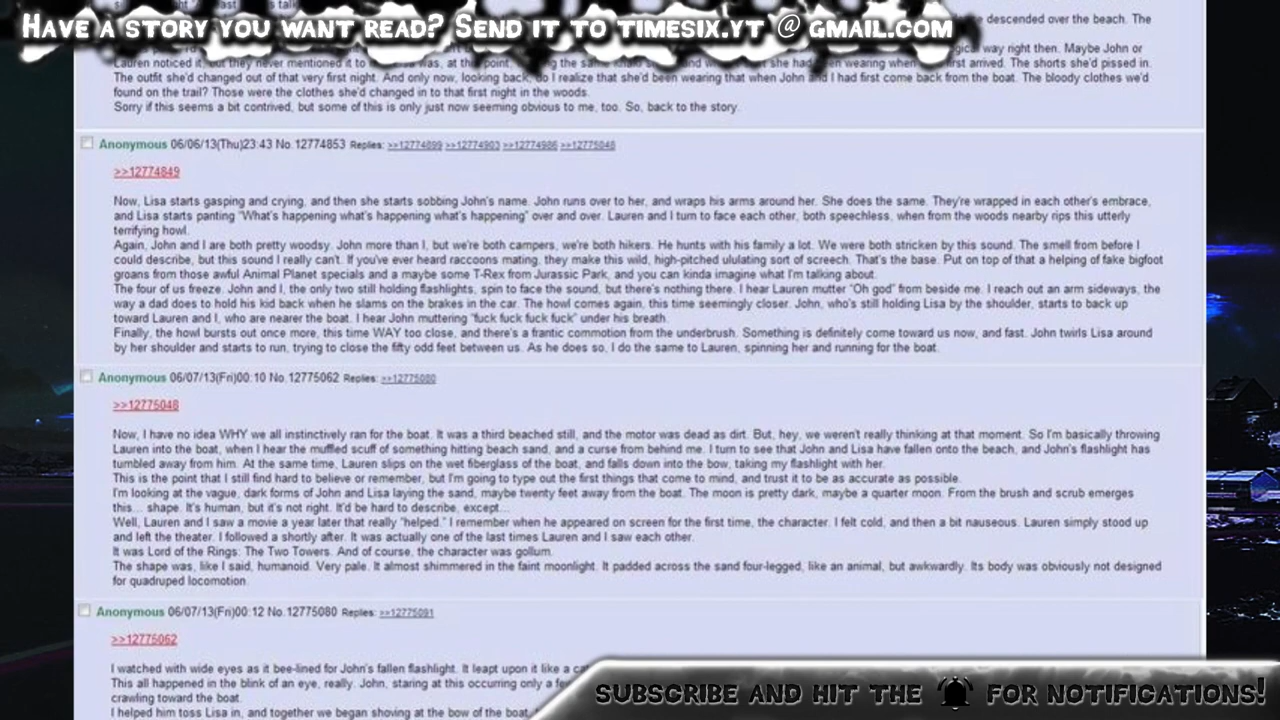 HAVE A STORY YOU WANT READ? SEND IT TO TIMESIX.YT @ GMAIL.COM
descended over the beach. The
way right then. Maybe John or
Lauren noticed it, but they never mentioned it to
arrived. The shorts she'd pissed in.
The outfit she'd changed out of that very first night. And only now, looking back, do I realize that she'd been wearing that when John and I had first come back from the boat. The bloody clothes we'd
found on the trail? Those were the clothes she'd changed in to that first night in the woods.
Sorry if this seems a bit contrived, but some of this is only just now seeming obvious to me, too. So, back to the story.
Anonymous 06/06/13(Thu)23:43 No.12774853 Replies: >>12774899 >>12774903 >>12774986 >>12775048
>>12774849
Now, Lisa starts gasping and crying, and then she starts sobbing John's name. John runs over to her, and wraps his arms around her. She does the same. They're wrapped in each other's embrace,
and Lisa starts panting "What's happening what's happening what's happening" over and over. Lauren and I turn to face each other, both speechless, when from the woods nearby rips this utterly
terrifying howl.
Again, John and I are both pretty woodsy. John more than I, but we're both campers, we're both hikers. He hunts with his family a lot. We were both stricken by this sound. The smell from before I
could describe, but this sound I really can't. If you've ever heard raccoons mating, they make this wild, high-pitched ululating sort of screech. That's the base. Put on top of that a helping of fake bigfoot
groans from those awful Animal Planet specials and a maybe some T-Rex from Jurassic Park, and you can kinda imagine what I'm talking about.
The four of us freeze. John and I, the only two still holding flashlights, spin to face the sound, but there's nothing there. I hear Lauren mutter "Oh god" from beside me. I reach out an arm sideways, the
way a dad does to hold his kid back when he slams on the brakes in the car. The howl comes again, this time seemingly closer. John, who's still holding Lisa by the shoulder, starts to back up
toward Lauren and I, who are nearer the boat. I hear John muttering "fuck fuck fuck fuck" under his breath.
Finally, the howl bursts out once more, this time WAY too close, and there's a frantic commotion from the underbrush. Something is definitely come toward us now, and fast. John twirls Lisa around
by her shoulder and starts to run, trying to close the fifty odd feet between us. As he does so, I do the same to Lauren, spinning her and running for the boat.
Anonymous 06/07/13(Fri)00:10 No.12775062 Replies: >>12775080
>>12775048
Now, I have no idea WHY we all instinctively ran for the boat. It was a third beached still, and the motor was dead as dirt. But, hey, we weren't really thinking at that moment. So I'm basically throwing
Lauren into the boat, when I hear the muffled scuff of something hitting beach sand, and a curse from behind me. I turn to see that John and Lisa have fallen onto the beach, and John's flashlight has
tumbled away from him. At the same time, Lauren slips on the wet fiberglass of the boat, and falls down into the bow, taking my flashlight with her.
This is the point that I still find hard to believe or remember, but I'm going to type out the first things that come to mind, and trust it to be as accurate as possible.
I'm looking at the vague, dark forms of John and Lisa laying the sand, maybe twenty feet away from the boat. The moon is pretty dark, maybe a quarter moon. From the brush and scrub emerges
this... shape. It's human, but it's not right. It'd be hard to describe, except...
Well, Lauren and I saw a movie a year later that really "helped." I remember when he appeared on screen for the first time, the character. I felt cold, and then a bit nauseous. Lauren simply stood up
and left the theater. I followed a shortly after. It was actually one of the last times Lauren and I saw each other.
It was Lord of the Rings: The Two Towers. And of course, the character was gollum.
The shape was, like I said, humanoid. Very pale. It almost shimmered in the faint moonlight. It padded across the sand four-legged, like an animal, but awkwardly. Its body was obviously not designed
for quadruped locomotion.
Anonymous 06/07/13(Fri)00:12 No.12775080 Replies: >>12775091
>>12775062
I watched with wide eyes as it bee-lined for John's fallen flashlight. It leapt upon it like a
This all happened in the blink of an eye, really. John, staring at this occurring only a
crawling toward the boat.
I helped him toss Lisa in, and together we began shoving at the bow of the boat.
SUBSCRIBE AND HIT THE FOR NOTIFICATIONS!